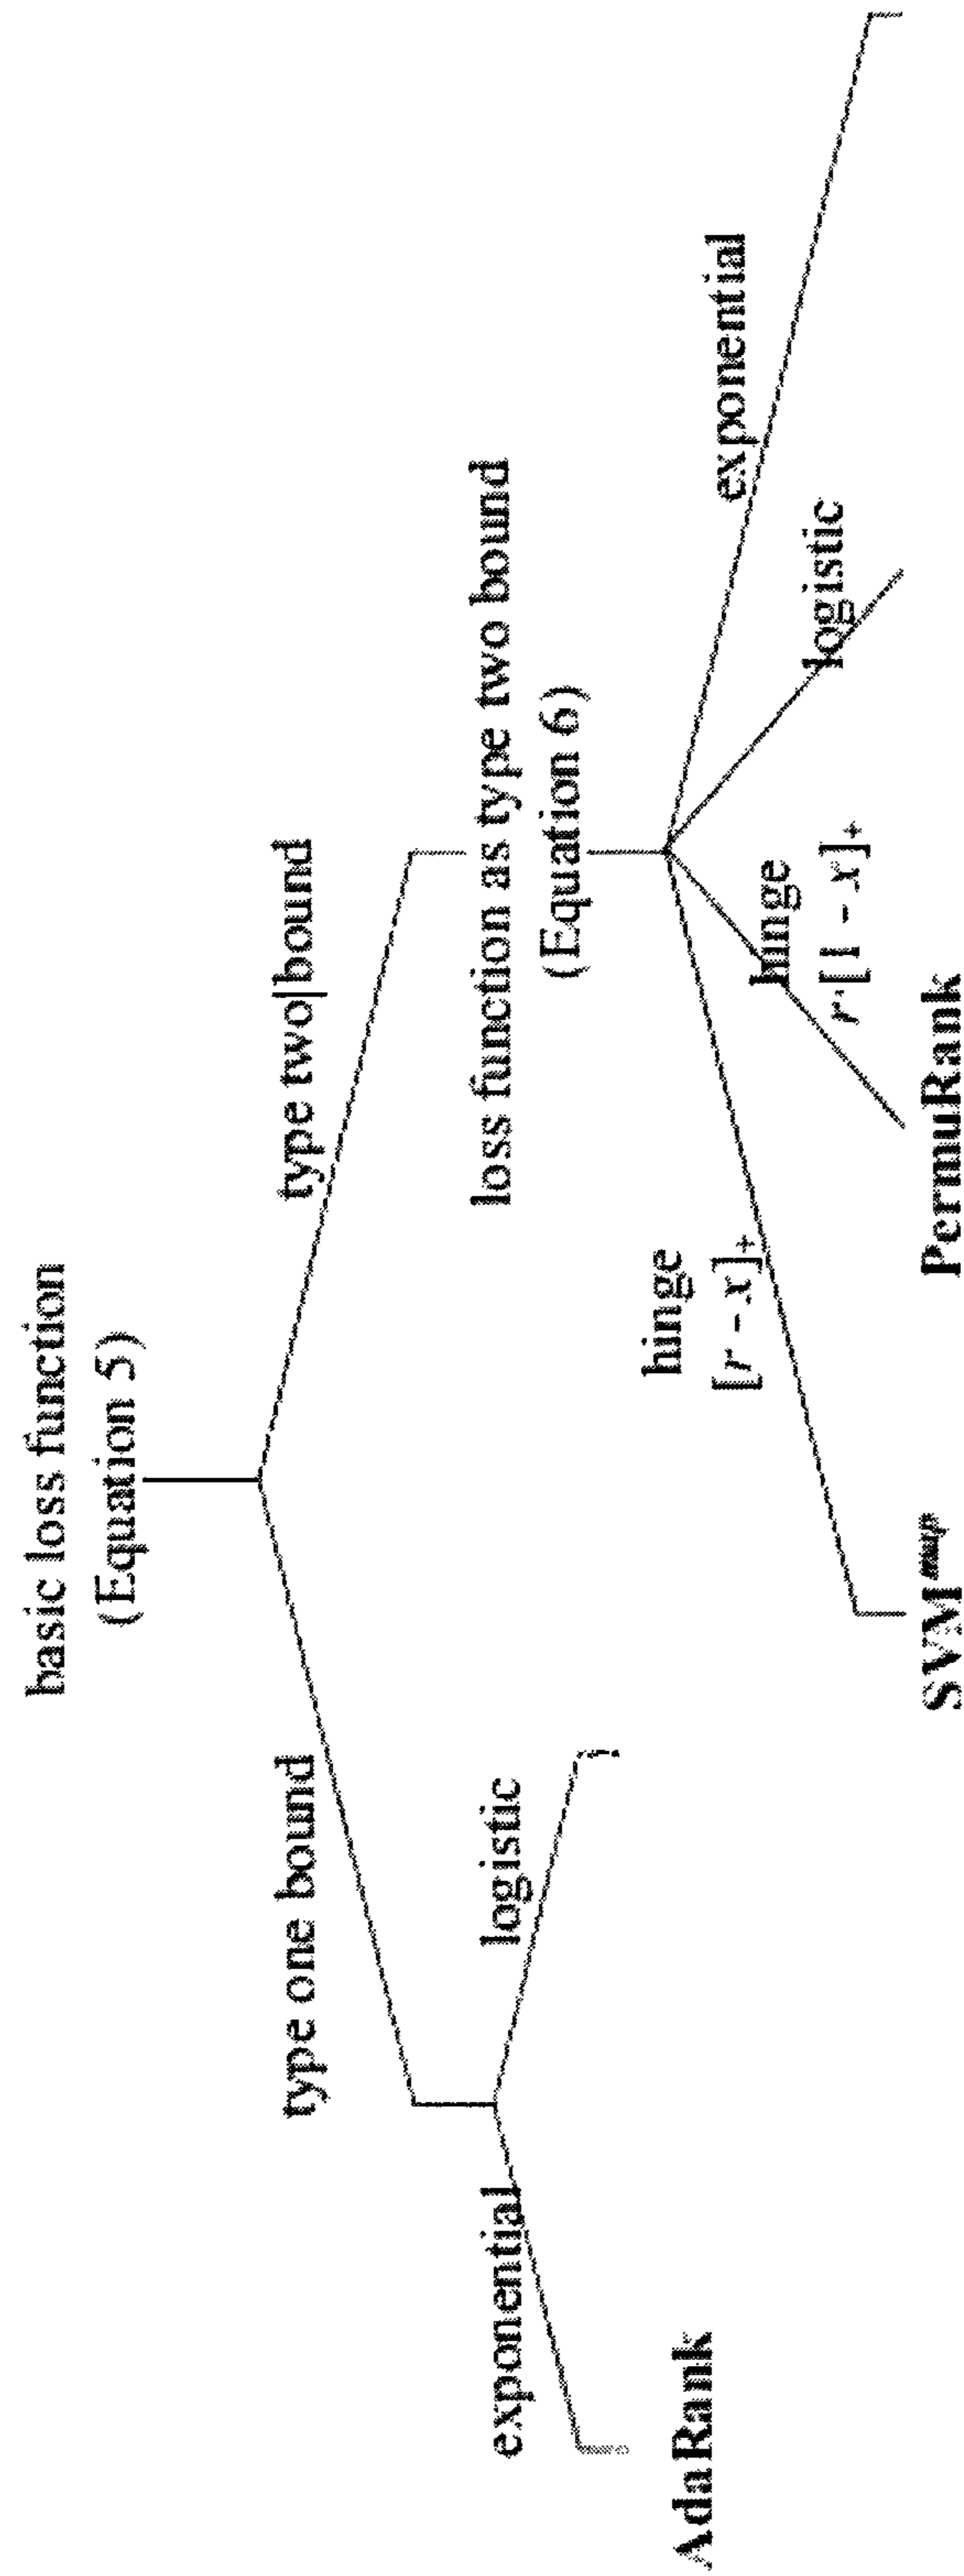 basic loss function
(Equation 5)
type one bound
type two bound
exponential
logistic
loss function as type two bound
(Equation 6)
AdaRank
hinge
[r - x]+
hinge
r·[1 - x]+
logistic
exponential
SVMmap
PermuRank